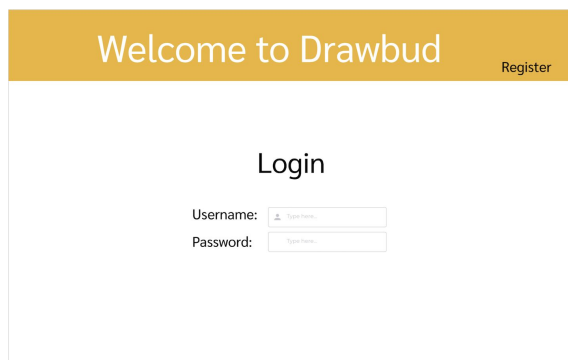 Welcome to Drawbud
Register
Login
Username: Type here...
Password: Type here...